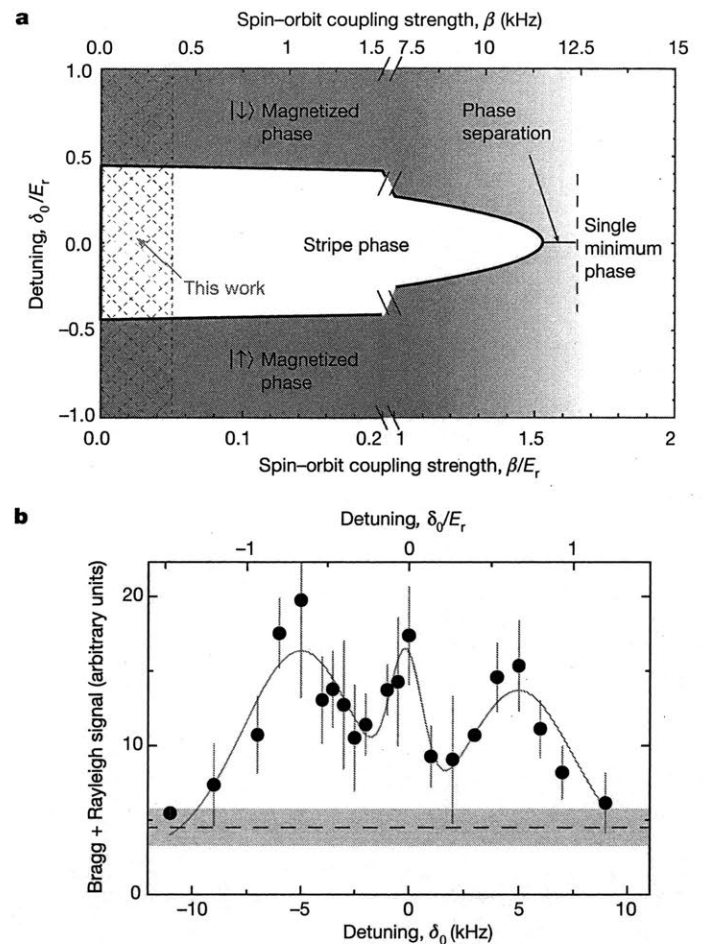 a
Spin–orbit coupling strength, β (kHz)
0.0 0.5 1 1.5 7.5 10 12.5 15
1.0
0.5
0.0
−0.5
−1.0
Detuning, δ₀/Eᵣ
|↓⟩ Magnetized
phase
Phase
separation
Stripe phase
Single
minimum
phase
This work
|↑⟩ Magnetized
phase
0.0 0.1 0.2 1 1.5 2
Spin–orbit coupling strength, β/Eᵣ
b
Detuning, δ₀/Eᵣ
−1 0 1
20
10
0
Bragg + Rayleigh signal (arbitrary units)
−10 −5 0 5 10
Detuning, δ₀ (kHz)